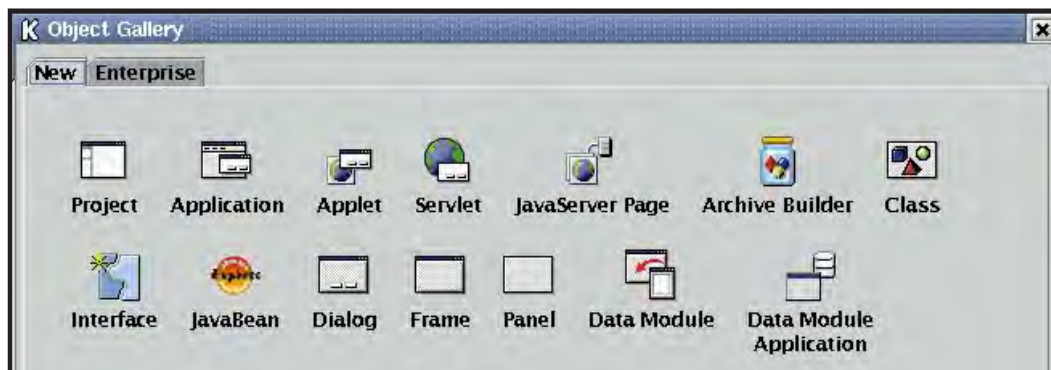 Object Gallery
New Enterprise
Project Application Applet Servlet JavaServer Page Archive Builder Class
Interface JavaBean Dialog Frame Panel Data Module Data Module
Application